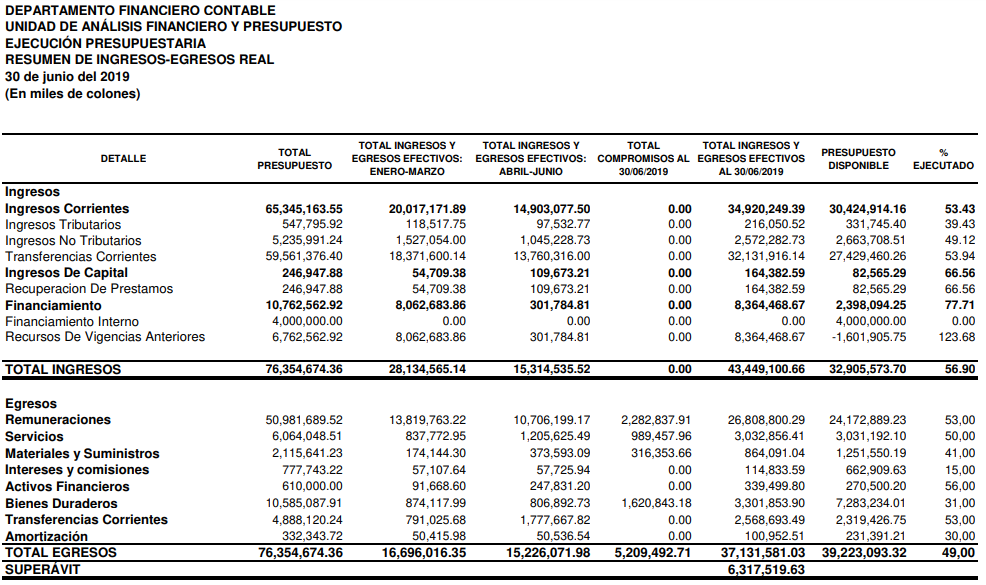 DEPARTAMENTO FINANCIERO CONTABLE
UNIDAD DE ANÁLISIS FINANCIERO Y PRESUPUESTO
EJECUCIÓN PRESUPUESTARIA
RESUMEN DE INGRESOS-EGRESOS REAL
30 de junio del 2019
(En miles de colones)
DETALLE TOTAL PRESUPUESTO TOTAL INGRESOS Y EGRESOS EFECTIVOS: ENERO-MARZO TOTAL INGRESOS Y EGRESOS EFECTIVOS: ABRIL-JUNIO TOTAL COMPROMISOS AL 30/06/2019 TOTAL INGRESOS Y EGRESOS EFECTIVOS AL 30/06/2019 PRESUPUESTO DISPONIBLE % EJECUTADO
Ingresos
Ingresos Corrientes 65,345,163.55 20,017,171.89 14,903,077.50 0.00 34,920,249.39 30,424,914.16 53.43
Ingresos Tributarios 547,795.92 118,517.75 97,532.77 0.00 216,050.52 331,745.40 39.43
Ingresos No Tributarios 5,235,991.24 1,527,054.00 1,045,228.73 0.00 2,572,282.73 2,663,708.51 49.12
Transferencias Corrientes 59,561,376.40 18,371,600.14 13,760,316.00 0.00 32,131,916.14 27,429,460.26 53.94
Ingresos De Capital 246,947.88 54,709.38 109,673.21 0.00 164,382.59 82,565.29 66.56
Recuperacion De Prestamos 246,947.88 54,709.38 109,673.21 0.00 164,382.59 82,565.29 66.56
Financiamiento 10,762,562.92 8,062,683.86 301,784.81 0.00 8,364,468.67 2,398,094.25 77.71
Financiamiento Interno 4,000,000.00 0.00 0.00 0.00 0.00 4,000,000.00 0.00
Recursos De Vigencias Anteriores 6,762,562.92 8,062,683.86 301,784.81 0.00 8,364,468.67 -1,601,905.75 123.68
TOTAL INGRESOS 76,354,674.36 28,134,565.14 15,314,535.52 0.00 43,449,100.66 32,905,573.70 56.90
Egresos
Remuneraciones 50,981,689.52 13,819,763.22 10,706,199.17 2,282,837.91 26,808,800.29 24,172,889.23 53,00
Servicios 6,064,048.51 837,772.95 1,205,625.49 989,457.96 3,032,856.41 3,031,192.10 50,00
Materiales y Suministros 2,115,641.23 174,144.30 373,593.09 316,353.66 864,091.04 1,251,550.19 41,00
Intereses y comisiones 777,743.22 57,107.64 57,725.94 0.00 114,833.59 662,909.63 15,00
Activos Financieros 610,000.00 91,668.60 247,831.20 0.00 339,499.80 270,500.20 56,00
Bienes Duraderos 10,585,087.91 874,117.99 806,892.73 1,620,843.18 3,301,853.90 7,283,234.01 31,00
Transferencias Corrientes 4,888,120.24 791,025.68 1,777,667.82 0.00 2,568,693.49 2,319,426.75 53,00
Amortización 332,343.72 50,415.98 50,536.54 0.00 100,952.51 231,391.21 30,00
TOTAL EGRESOS 76,354,674.36 16,696,016.35 15,226,071.98 5,209,492.71 37,131,581.03 39,223,093.32 49,00
SUPERÁVIT 6,317,519.63